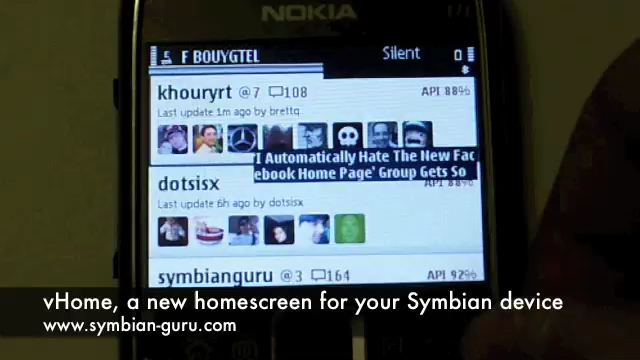 NOKIA
F BOUYGTEL Silent
khouryrt @7 108 API 88%
Last update 1m ago by brettq
'I Automatically Hate The New Fac
ebook Home Page' Group Gets So
dotsisx API 88%
Last update 6h ago by dotsisx
symbianguru @3 164 API 92%
vHome, a new homescreen for your Symbian device
www.symbian-guru.com